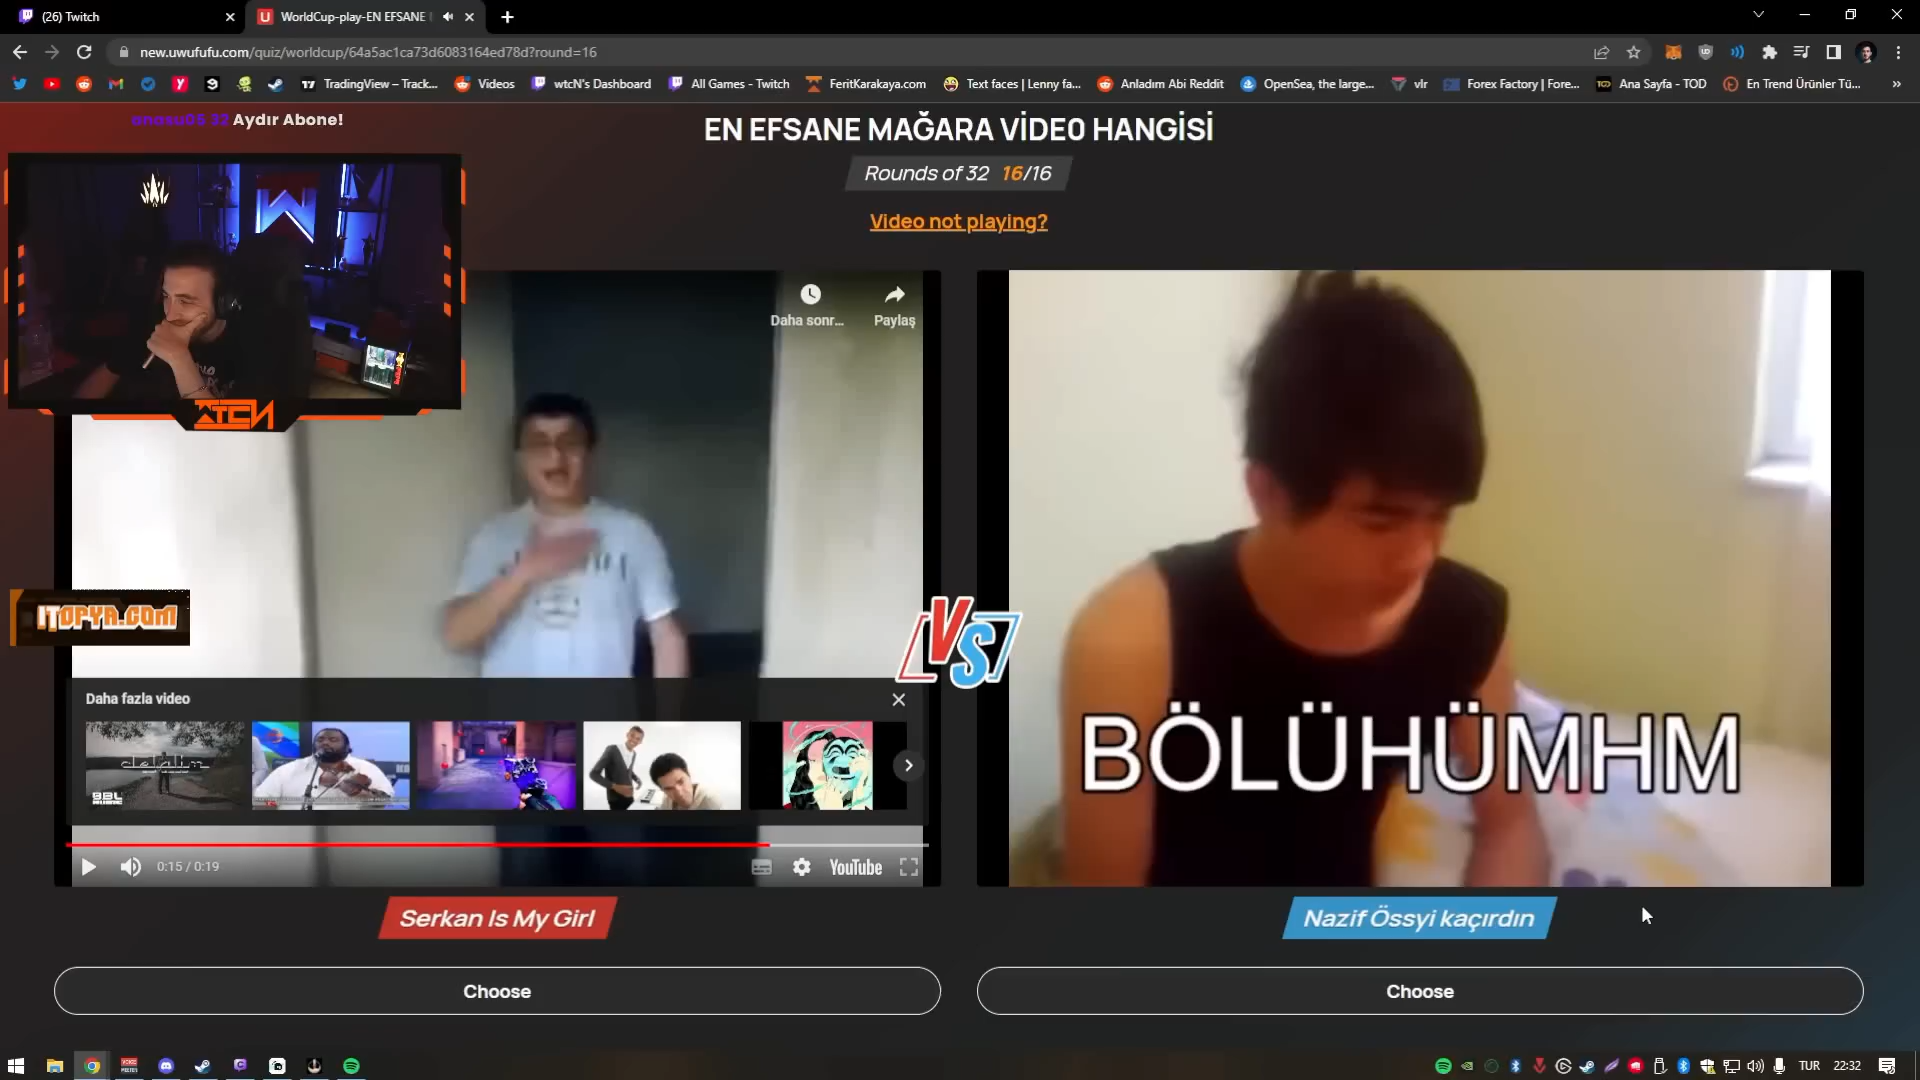 (26) Twitch
WorldCup-play-EN EFSANE
new.uwufufu.com/quiz/worldcup/64a5ac1ca73d6083164ed78d?round=16
TradingView – Track...
Videos
wtcN's Dashboard
All Games - Twitch
FeritKarakaya.com
Text faces | Lenny fa...
Anladım Abi Reddit
OpenSea, the large...
vlr
Forex Factory | Fore...
Ana Sayfa - TOD
En Trend Ürünler Tü...
anasu05 32 Aydır Abone!
EN EFSANE MAĞARA VİDEO HANGİSİ
Rounds of 32 16/16
Video not playing?
Daha sonr...
Paylaş
WTCN
ITOPYA.COM
VS
BÖLÜHÜMHM
Daha fazla video
0:15 / 0:19
YouTube
Serkan Is My Girl
Nazif Össyi kaçırdın
Choose
Choose
TUR
22:32